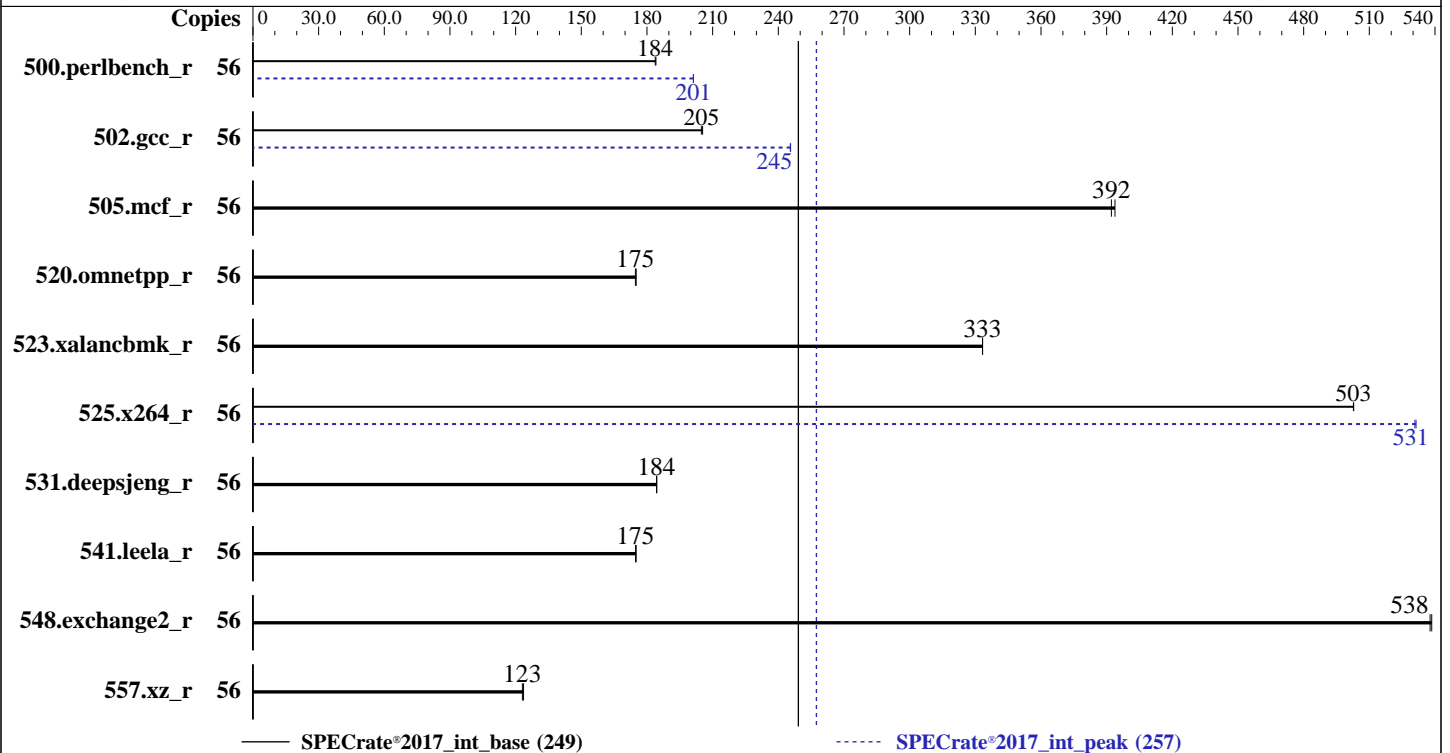 Copies 0 30.0 60.0 90.0 120 150 180 210 240 270 300 330 360 390 420 450 480 510 540
500.perlbench_r 56 184
201
502.gcc_r 56 205
245
505.mcf_r 56 392
520.omnetpp_r 56 175
523.xalancbmk_r 56 333
525.x264_r 56 503
531
531.deepsjeng_r 56 184
541.leela_r 56 175
548.exchange2_r 56 538
557.xz_r 56 123
SPECrate®2017_int_base (249) SPECrate®2017_int_peak (257)